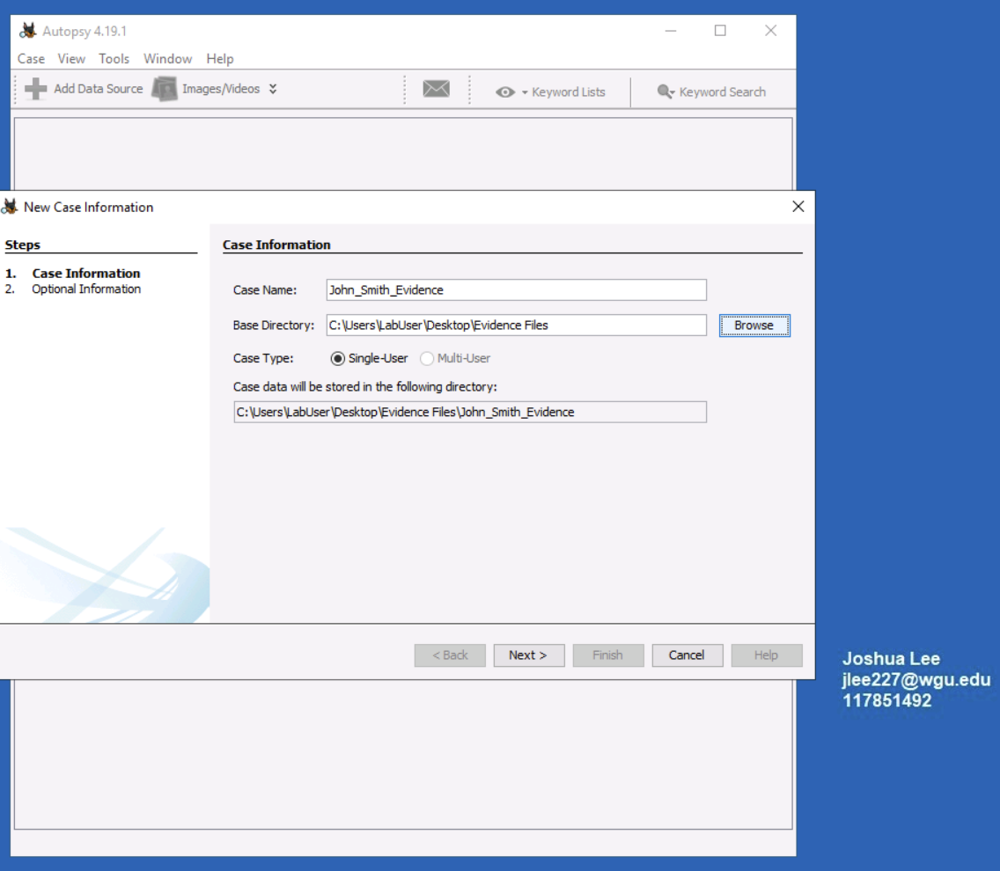 Autopsy 4.19.1
Case View Tools Window Help
Add Data Source Images/Videos Keyword Lists Keyword Search
New Case Information
Steps
1. Case Information
2. Optional Information
Case Information
Case Name: John_Smith_Evidence
Base Directory: C:\Users\LabUser\Desktop\Evidence Files Browse
Case Type: Single-User Multi-User
Case data will be stored in the following directory:
C:\Users\LabUser\Desktop\Evidence Files\John_Smith_Evidence
< Back Next > Finish Cancel Help
Joshua Lee
jlee227@wgu.edu
117851492